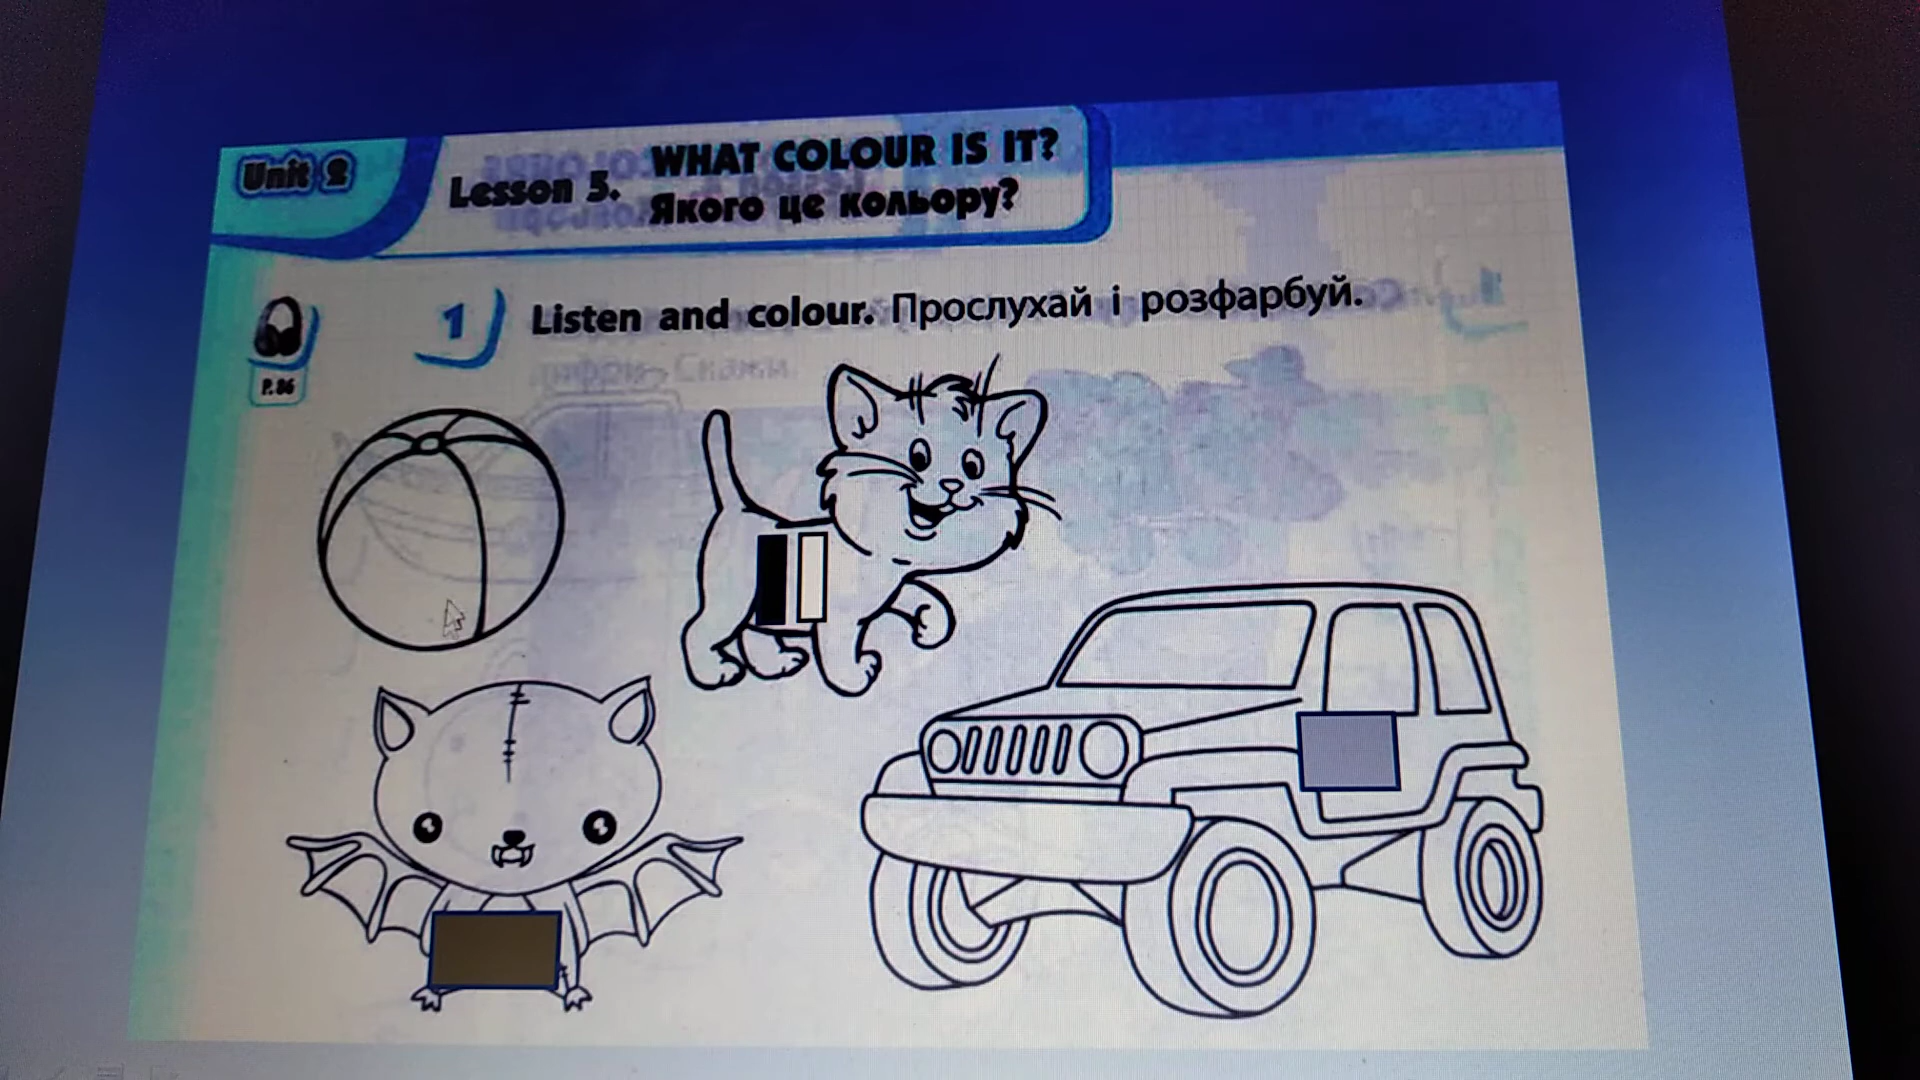 Unit 2
Lesson 5.
WHAT COLOUR IS IT?
Якого це кольору?
P. 86
1 Listen and colour. Прослухай і розфарбуй.